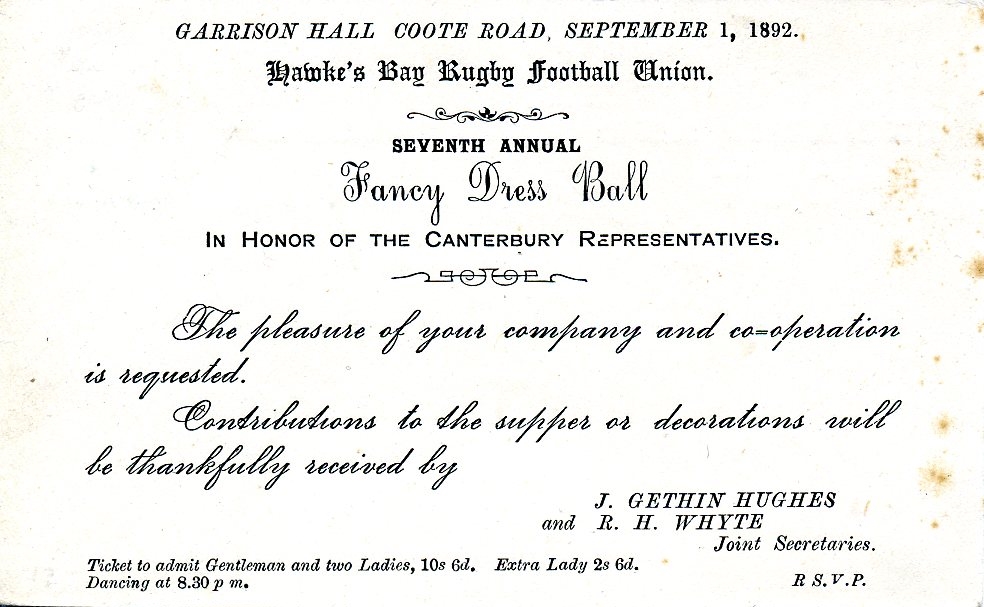 GARRISON HALL COOTE ROAD, SEPTEMBER 1, 1892.
Hawke's Bay Rugby Football Union.
SEVENTH ANNUAL
Fancy Dress Ball
IN HONOR OF THE CANTERBURY REPRESENTATIVES.
The pleasure of your company and co-operation
is requested.
Contributions to the supper or decorations will
be thankfully received by
J. GETHIN HUGHES
and R. H. WHYTE
Joint Secretaries.
Ticket to admit Gentleman and two Ladies, 10s 6d. Extra Lady 2s 6d.
Dancing at 8.30 p m.
R S.V.P.